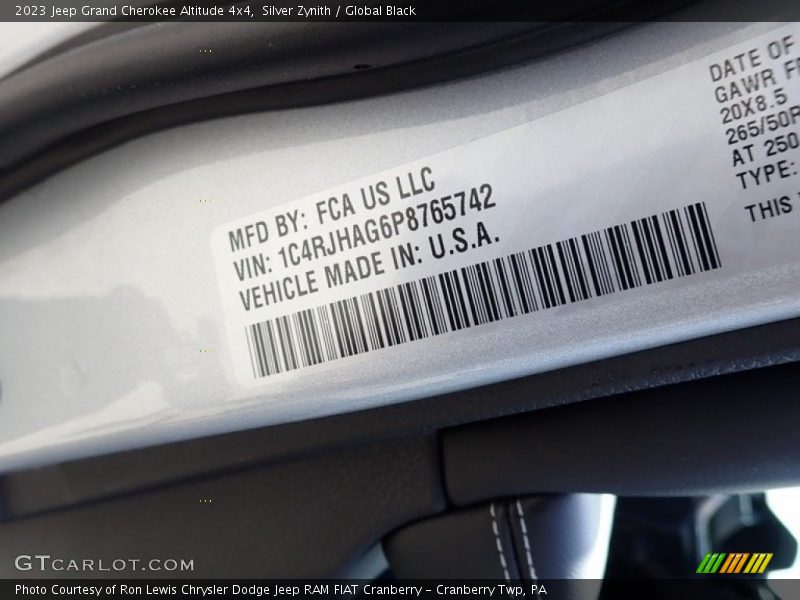 2023 Jeep Grand Cherokee Altitude 4x4, Silver Zynith / Global Black
MFD BY: FCA US LLC
VIN: 1C4RJHAG6P8765742
VEHICLE MADE IN: U.S.A.
DATE OF
GAWR
20X8.5
265/50
AT 250
TYPE:
THIS
GTCARLOT.COM
Photo Courtesy of Ron Lewis Chrysler Dodge Jeep RAM FIAT Cranberry – Cranberry Twp, PA